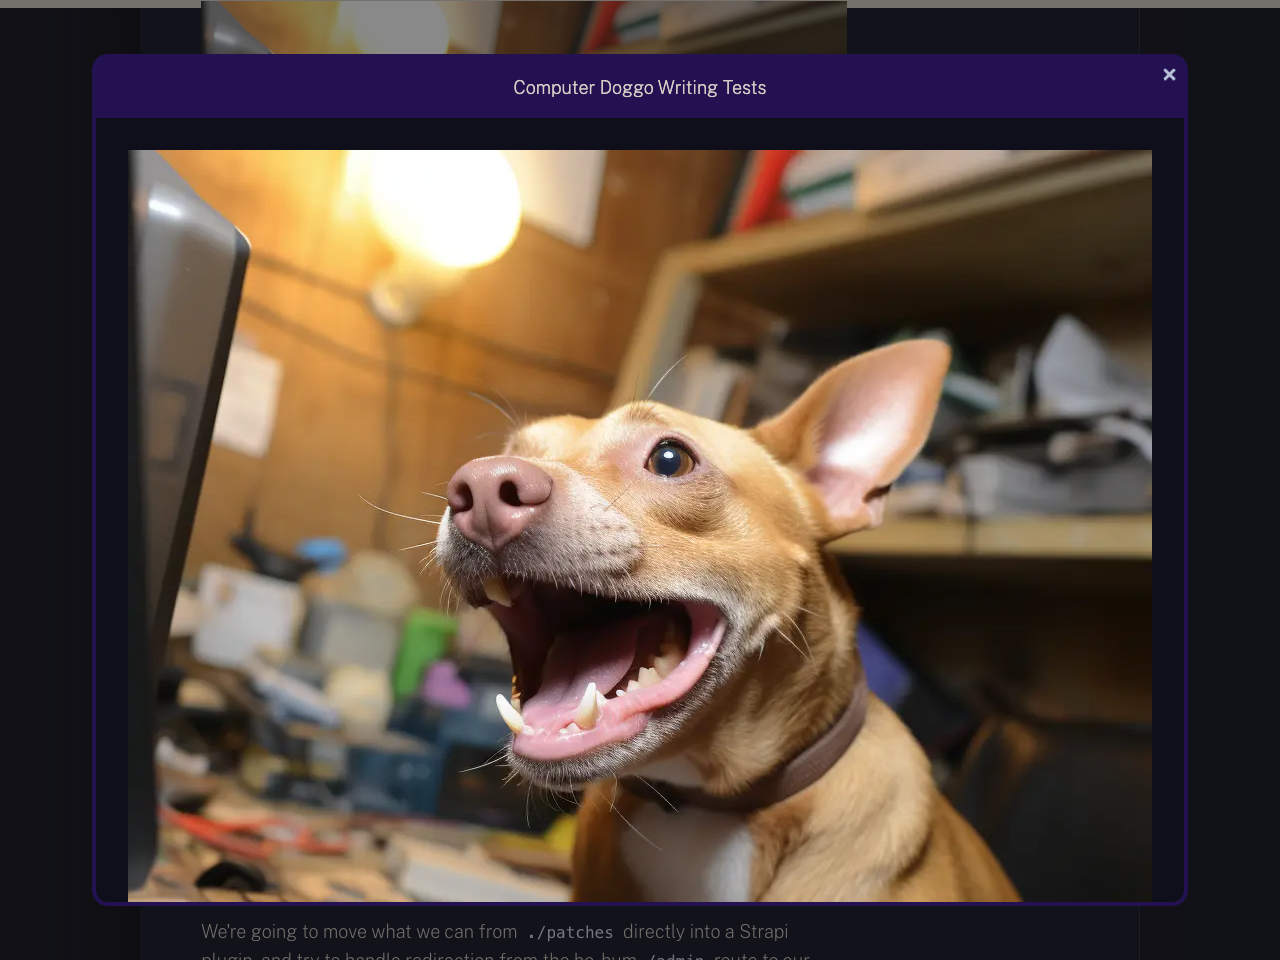 Computer Doggo Writing Tests
We're going to move what we can from ./patches directly into a Strapi
plugin, and try to handle redirection from the ho-hum /admin route to our